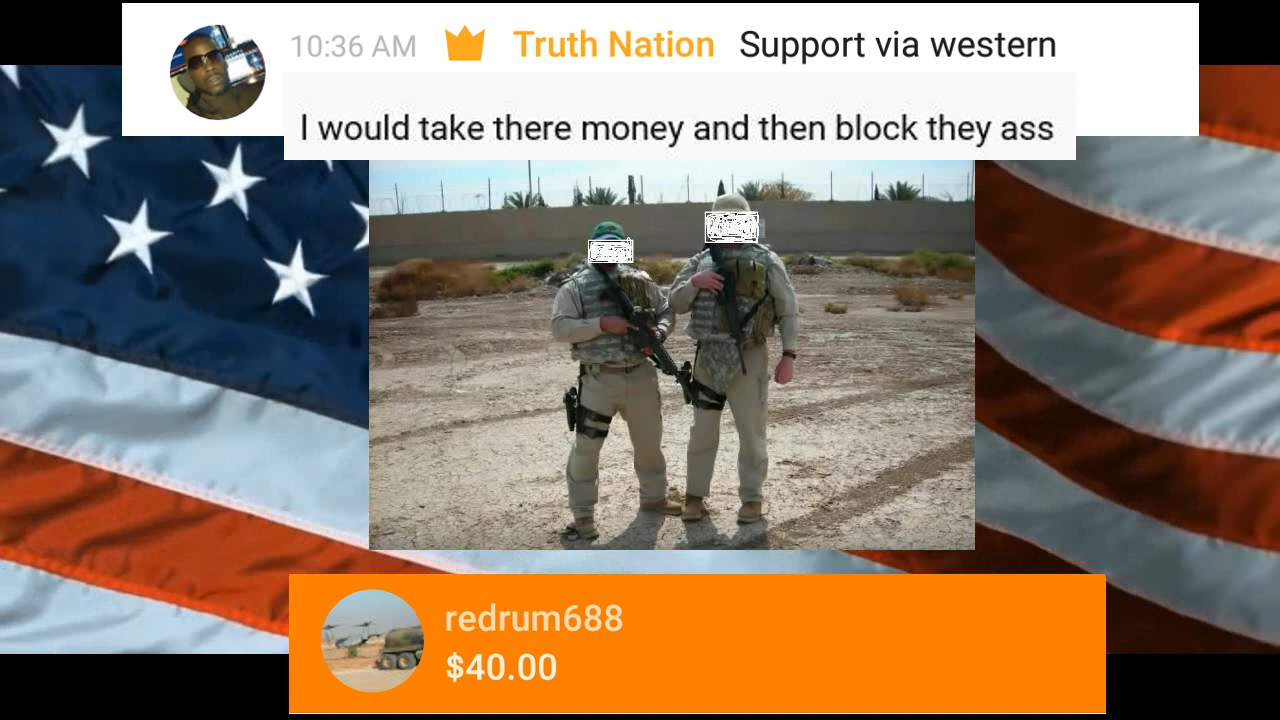 10:36 AM Truth Nation Support via western
I would take there money and then block they ass
redrum688
$40.00